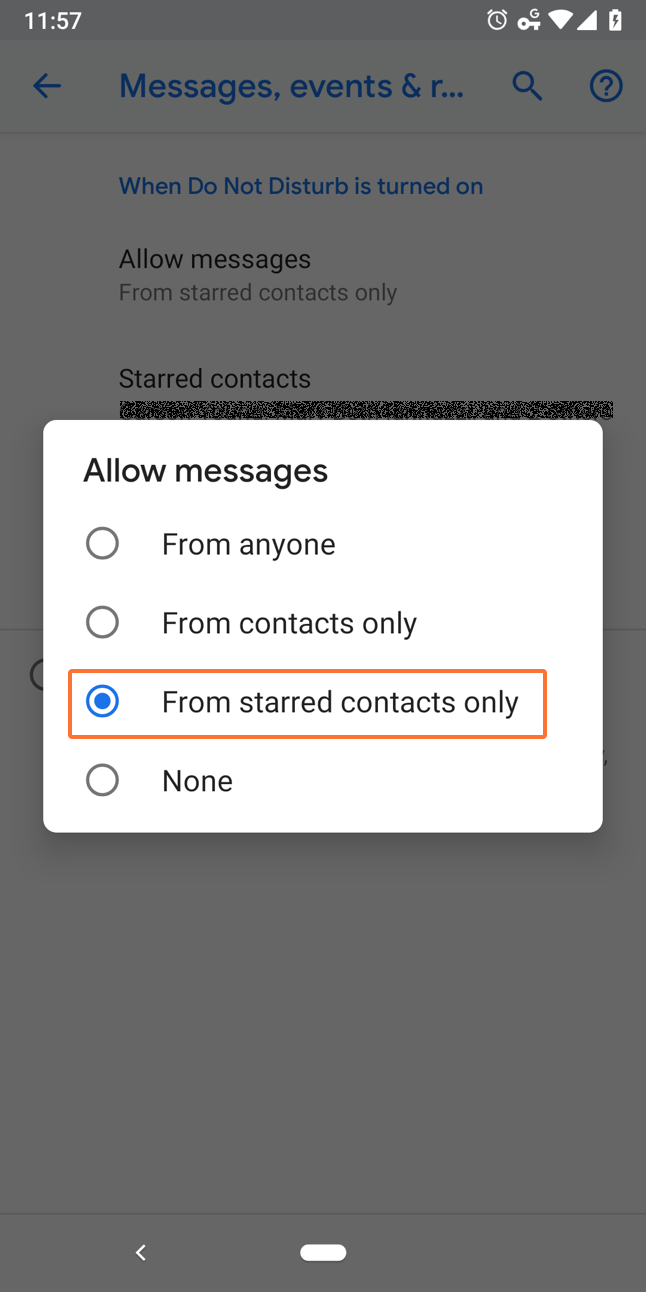 11:57
Messages, events & r...
When Do Not Disturb is turned on
Allow messages
From starred contacts only
Starred contacts
Allow messages
From anyone
From contacts only
From starred contacts only
None